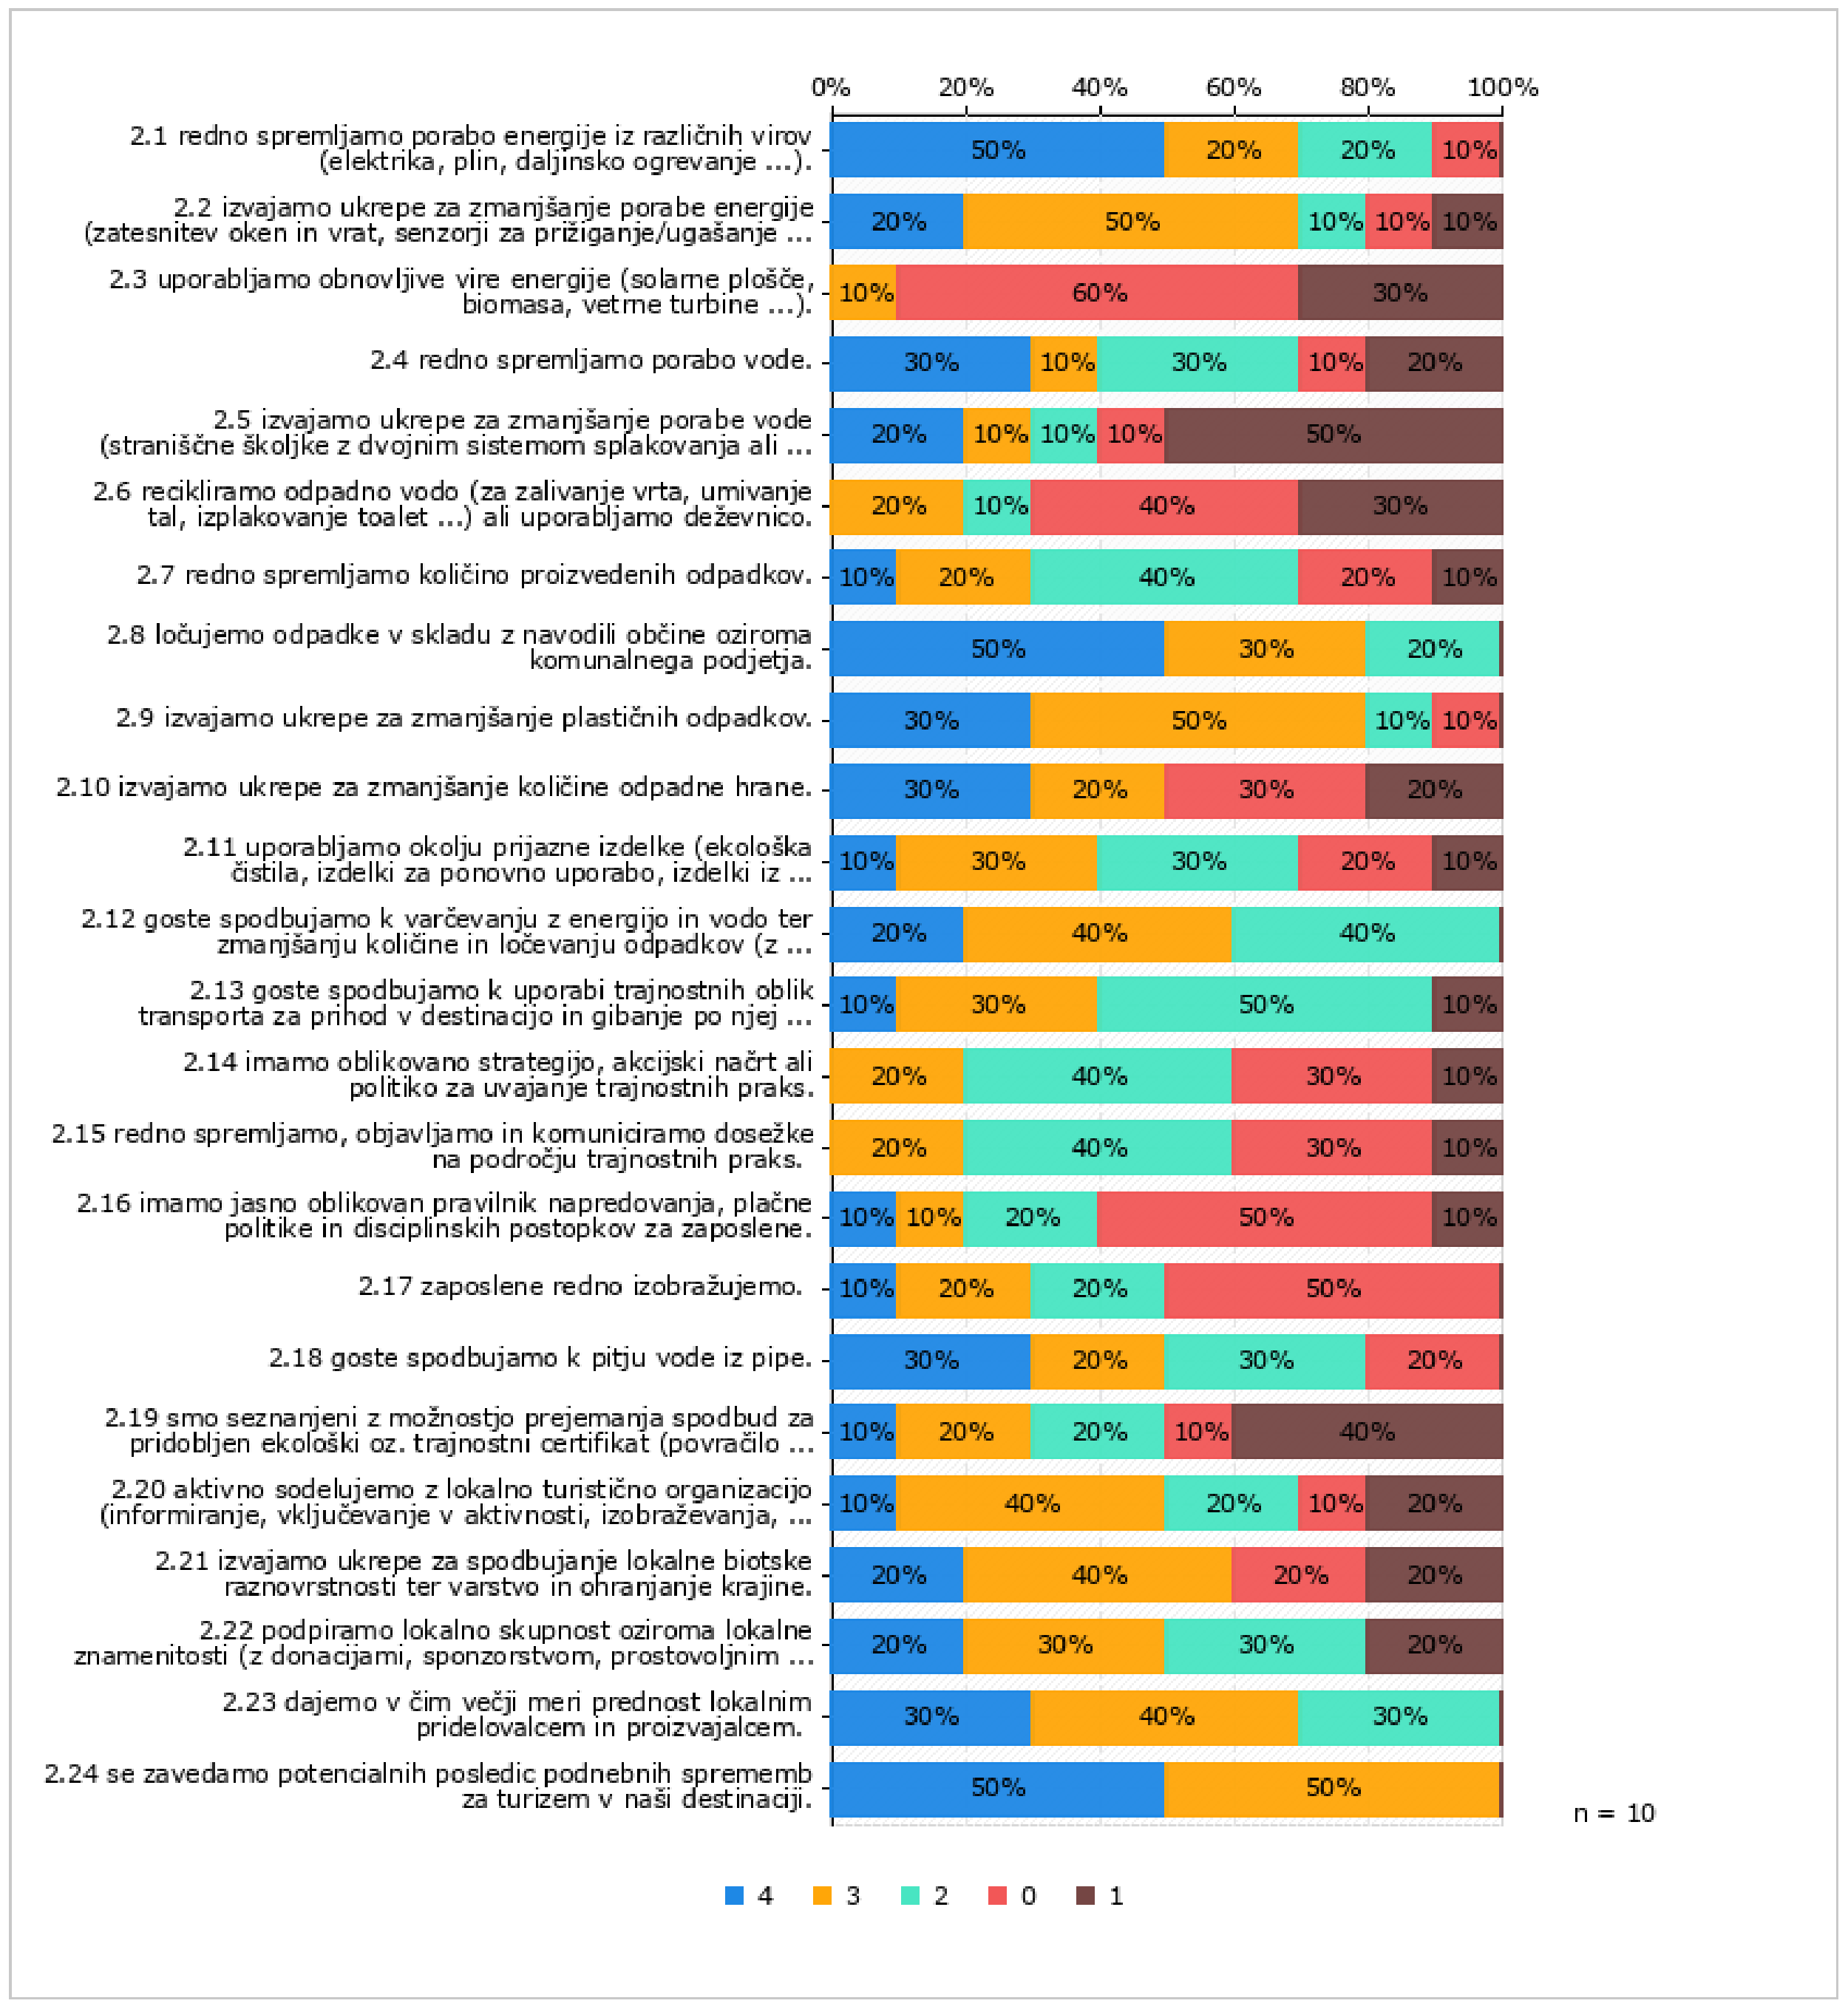 0% 20% 40% 60% 80% 100%
2.1 redno spremljamo porabo energije iz različnih virov
(elektrika, plin, daljinsko ogrevanje ...).
50% 20% 20% 10%
2.2 izvajamo ukrepe za zmanjšanje porabe energije
(zatesnitev oken in vrat, senzorji za prižiganje/ugašanje ...
20% 50% 10% 10% 10%
2.3 uporabljamo obnovljive vire energije (solarne plošče,
biomasa, vetrne turbine ...).
10% 60% 30%
2.4 redno spremljamo porabo vode.
30% 10% 30% 10% 20%
2.5 izvajamo ukrepe za zmanjšanje porabe vode
(straniščne školjke z dvojnim sistemom splakovanja ali ...
20% 10% 10% 10% 50%
2.6 recikliramo odpadno vodo (za zalivanje vrta, umivanje
tal, izplakovanje toalet ...) ali uporabljamo deževnico.
20% 10% 40% 30%
2.7 redno spremljamo količino proizvedenih odpadkov.
10% 20% 40% 20% 10%
2.8 ločujemo odpadke v skladu z navodili občine oziroma
komunalnega podjetja.
50% 30% 20%
2.9 izvajamo ukrepe za zmanjšanje plastičnih odpadkov.
30% 50% 10% 10%
2.10 izvajamo ukrepe za zmanjšanje količine odpadne hrane.
30% 20% 30% 20%
2.11 uporabljamo okolju prijazne izdelke (ekološka
čistila, izdelki za ponovno uporabo, izdelki iz ...
10% 30% 30% 20% 10%
2.12 goste spodbujamo k varčevanju z energijo in vodo ter
zmanjšanju količine in ločevanju odpadkov (z ...
20% 40% 40%
2.13 goste spodbujamo k uporabi trajnostnih oblik
transporta za prihod v destinacijo in gibanje po njej ...
10% 30% 50% 10%
2.14 imamo oblikovano strategijo, akcijski načrt ali
politiko za uvajanje trajnostnih praks.
20% 40% 30% 10%
2.15 redno spremljamo, objavljamo in komuniciramo dosežke
na področju trajnostnih praks.
20% 40% 30% 10%
2.16 imamo jasno oblikovan pravilnik napredovanja, plačne
politike in disciplinskih postopkov za zaposlene.
10% 10% 20% 50% 10%
2.17 zaposlene redno izobražujemo.
10% 20% 20% 50%
2.18 goste spodbujamo k pitju vode iz pipe.
30% 20% 30% 20%
2.19 smo seznanjeni z možnostjo prejemanja spodbud za
pridobljen ekološki oz. trajnostni certifikat (povračilo ...
10% 20% 20% 10% 40%
2.20 aktivno sodelujemo z lokalno turistično organizacijo
(informiranje, vključevanje v aktivnosti, izobraževanja, ...
10% 40% 20% 10% 20%
2.21 izvajamo ukrepe za spodbujanje lokalne biotske
raznovrstnosti ter varstvo in ohranjanje krajine.
20% 40% 20% 20%
2.22 podpiramo lokalno skupnost oziroma lokalne
znamenitosti (z donacijami, sponzorstvom, prostovoljnim ...
20% 30% 30% 20%
2.23 dajemo v čim večji meri prednost lokalnim
pridelovalcem in proizvajalcem.
30% 40% 30%
2.24 se zavedamo potencialnih posledic podnebnih sprememb
za turizem v naši destinaciji.
50% 50%
n = 10
4 3 2 0 1